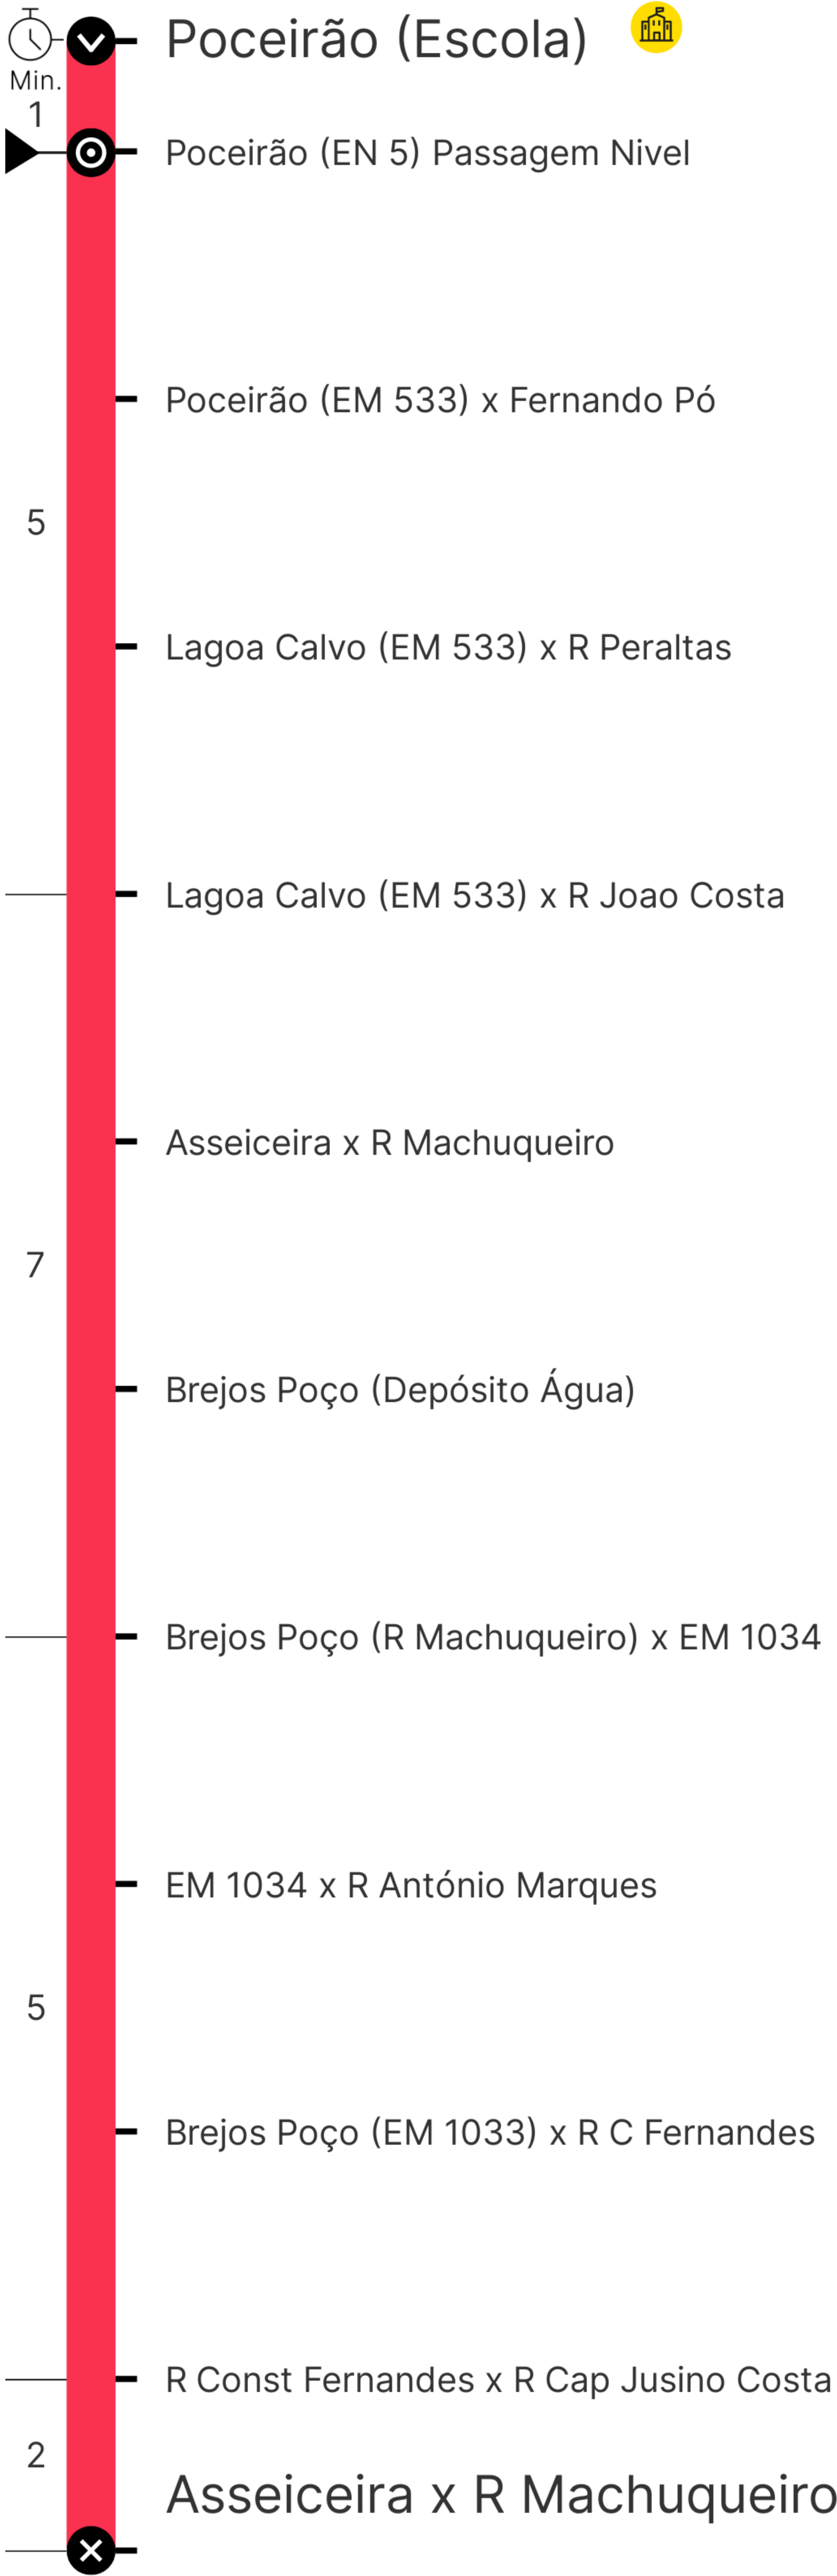 Poceirão (Escola)
Min.
1
Poceirão (EN 5) Passagem Nivel
Poceirão (EM 533) x Fernando Pó
5
Lagoa Calvo (EM 533) x R Peraltas
Lagoa Calvo (EM 533) x R Joao Costa
Asseiceira x R Machuqueiro
7
Brejos Poço (Depósito Água)
Brejos Poço (R Machuqueiro) x EM 1034
EM 1034 x R António Marques
5
Brejos Poço (EM 1033) x R C Fernandes
R Const Fernandes x R Cap Jusino Costa
2
Asseiceira x R Machuqueiro